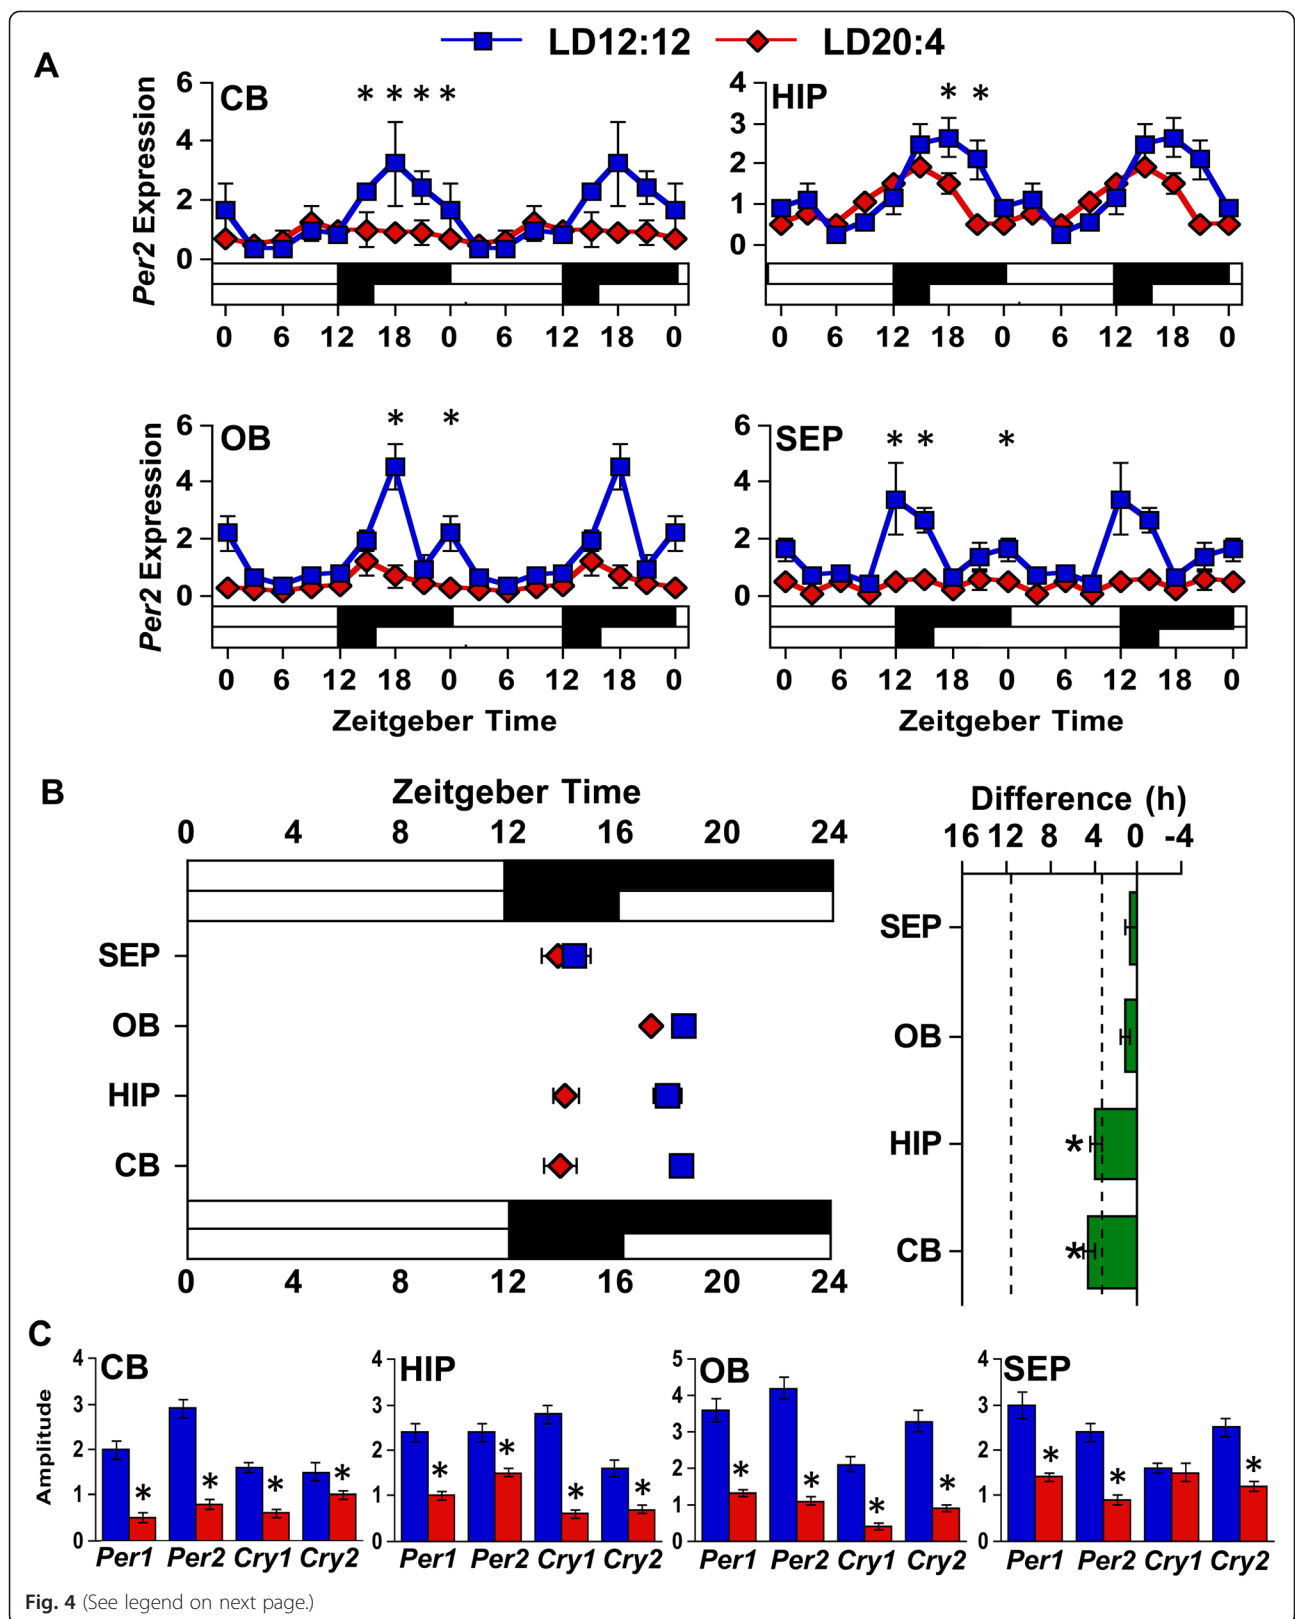 LD12:12 LD20:4
A
CB
* * * *
Per2 Expression
6
4
2
0
0 6 12 18 0 6 12 18 0
HIP
* *
4
3
2
1
0
0 6 12 18 0 6 12 18 0
OB
* *
Per2 Expression
6
4
2
0
0 6 12 18 0 6 12 18 0
Zeitgeber Time
SEP
* * *
6
4
2
0
0 6 12 18 0 6 12 18 0
Zeitgeber Time
B
Zeitgeber Time
0 4 8 12 16 20 24
SEP
OB
HIP
CB
0 4 8 12 16 20 24
Difference (h)
16 12 8 4 0 -4
SEP
OB
HIP *
CB *
C
CB
Amplitude
4
3
2
1
0
* * * *
Per1 Per2 Cry1 Cry2
HIP
4
3
2
1
0
* * * *
Per1 Per2 Cry1 Cry2
OB
5
4
3
2
1
0
* * * *
Per1 Per2 Cry1 Cry2
SEP
4
3
2
1
0
* * *
Per1 Per2 Cry1 Cry2
Fig. 4 (See legend on next page.)